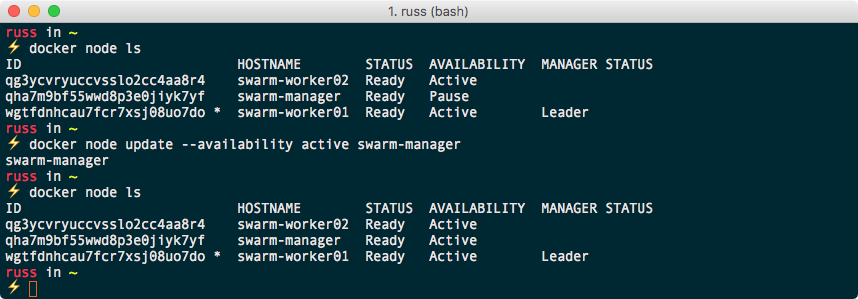 1. russ (bash)
russ in ~
⚡ docker node ls
ID                           HOSTNAME        STATUS  AVAILABILITY  MANAGER STATUS
qg3ycvryuccvsslo2cc4aa8r4    swarm-worker02  Ready   Active
qha7m9bf55wwd8p3e0jiyk7yf    swarm-manager   Ready   Pause
wgtfdnhcau7fcr7xsj08uo7do *  swarm-worker01  Ready   Active        Leader
russ in ~
⚡ docker node update --availability active swarm-manager
swarm-manager
russ in ~
⚡ docker node ls
ID                           HOSTNAME        STATUS  AVAILABILITY  MANAGER STATUS
qg3ycvryuccvsslo2cc4aa8r4    swarm-worker02  Ready   Active
qha7m9bf55wwd8p3e0jiyk7yf    swarm-manager   Ready   Active
wgtfdnhcau7fcr7xsj08uo7do *  swarm-worker01  Ready   Active        Leader
russ in ~
⚡